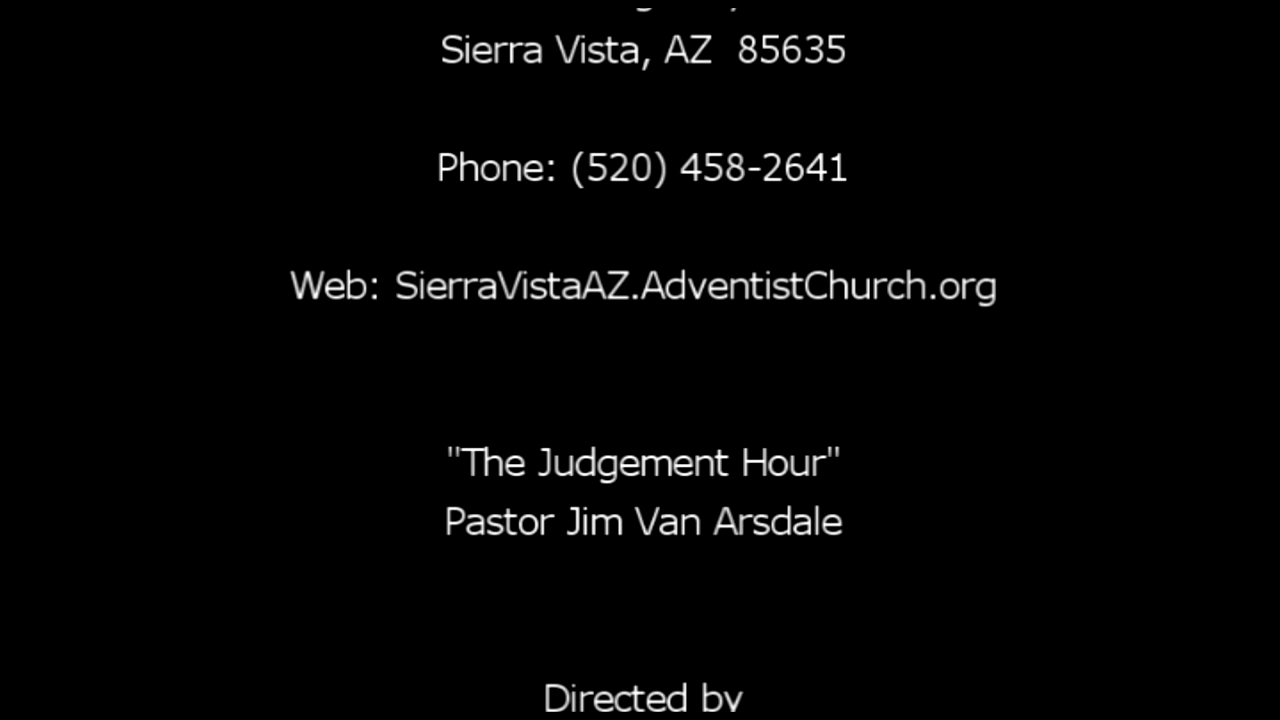 Sierra Vista, AZ  85635
Phone: (520) 458-2641
Web: SierraVistaAZ.AdventistChurch.org
"The Judgement Hour"
Pastor Jim Van Arsdale
Directed by